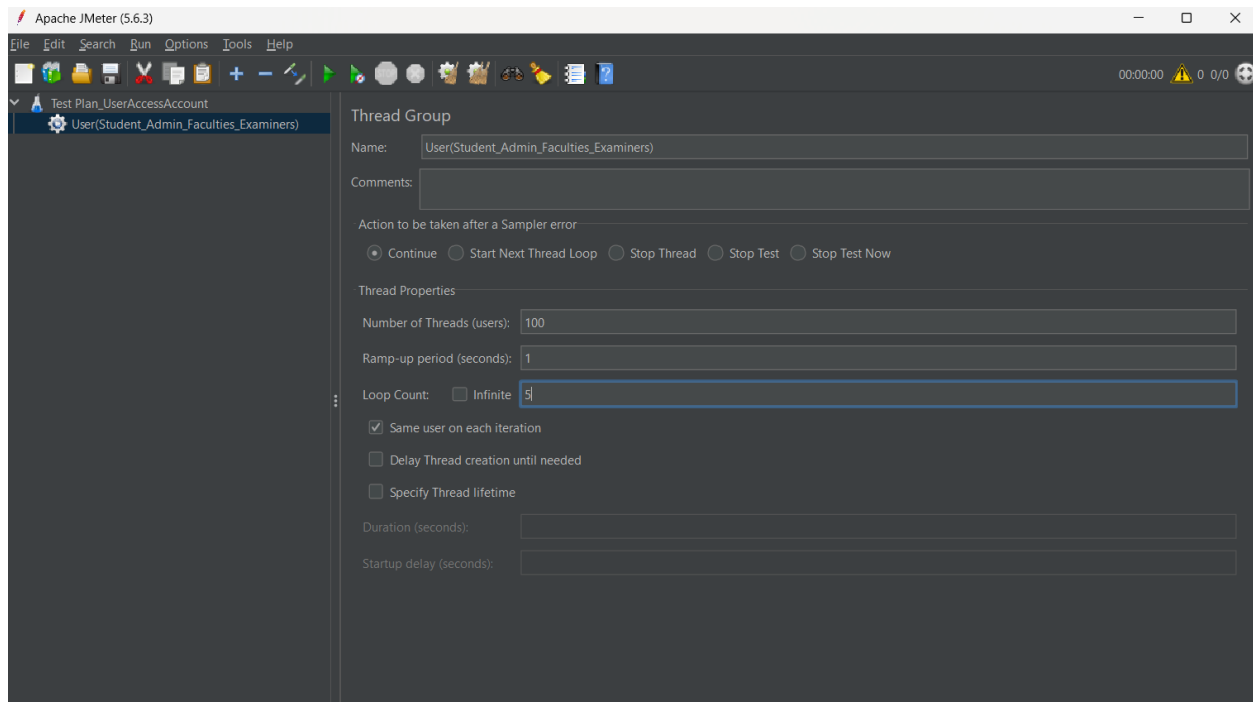 Apache JMeter (5.6.3)
File Edit Search Run Options Tools Help
00:00:00 0 0/0
Test Plan_UserAccessAccount
User(Student_Admin_Faculties_Examiners)
Thread Group
Name: User(Student_Admin_Faculties_Examiners)
Comments:
Action to be taken after a Sampler error
Continue Start Next Thread Loop Stop Thread Stop Test Stop Test Now
Thread Properties
Number of Threads (users): 100
Ramp-up period (seconds): 1
Loop Count: Infinite 5
Same user on each iteration
Delay Thread creation until needed
Specify Thread lifetime
Duration (seconds):
Startup delay (seconds):